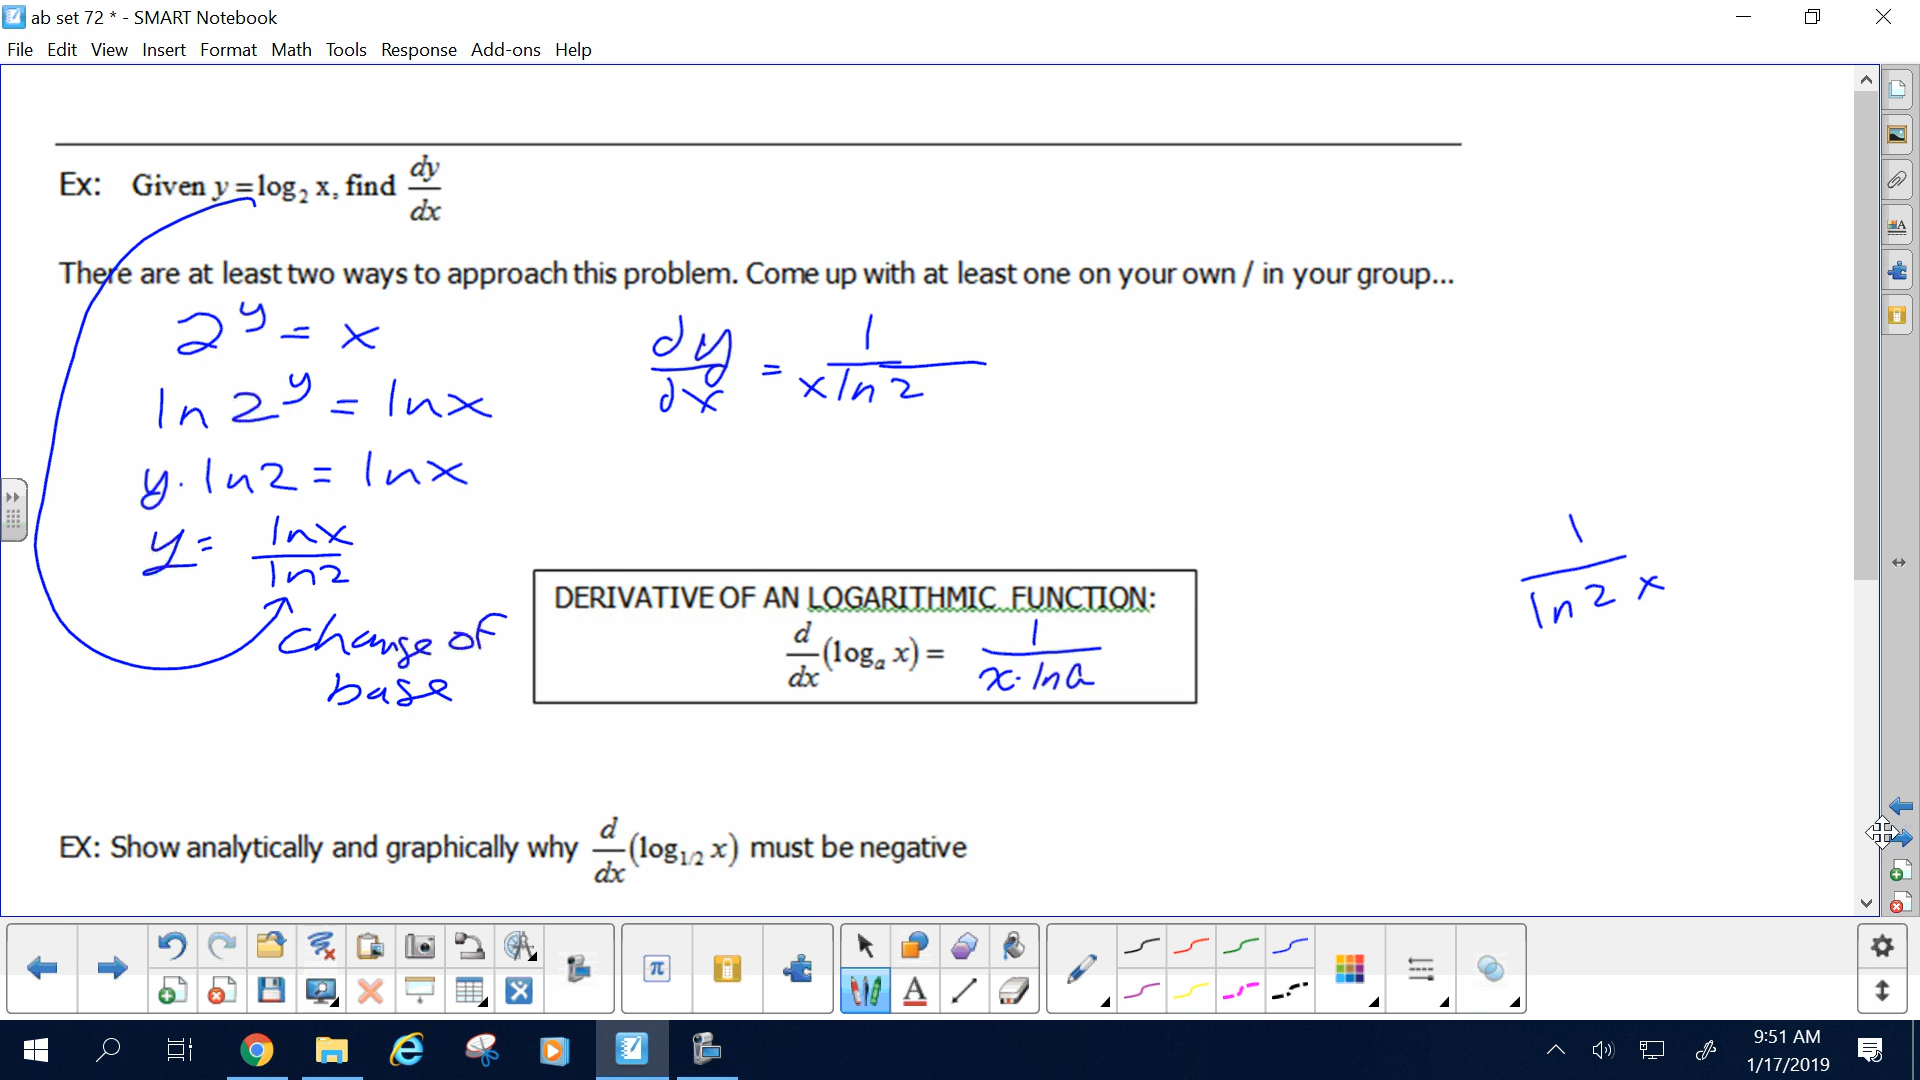 ab set 72 * - SMART Notebook
File Edit View Insert Format Math Tools Response Add-ons Help
Ex: Given y = log₂ x, find dy/dx
There are at least two ways to approach this problem. Come up with at least one on your own / in your group...
2^y = x
ln 2^y = ln x
y · ln 2 = ln x
y = ln x / ln 2
change of
base
dy/dx = 1 / x ln 2
1 / ln 2 x
DERIVATIVE OF AN LOGARITHMIC FUNCTION:
d/dx (logₐ x) = 1 / x · ln a
EX: Show analytically and graphically why d/dx (log₁/₂ x) must be negative
π
A
9:51 AM
1/17/2019